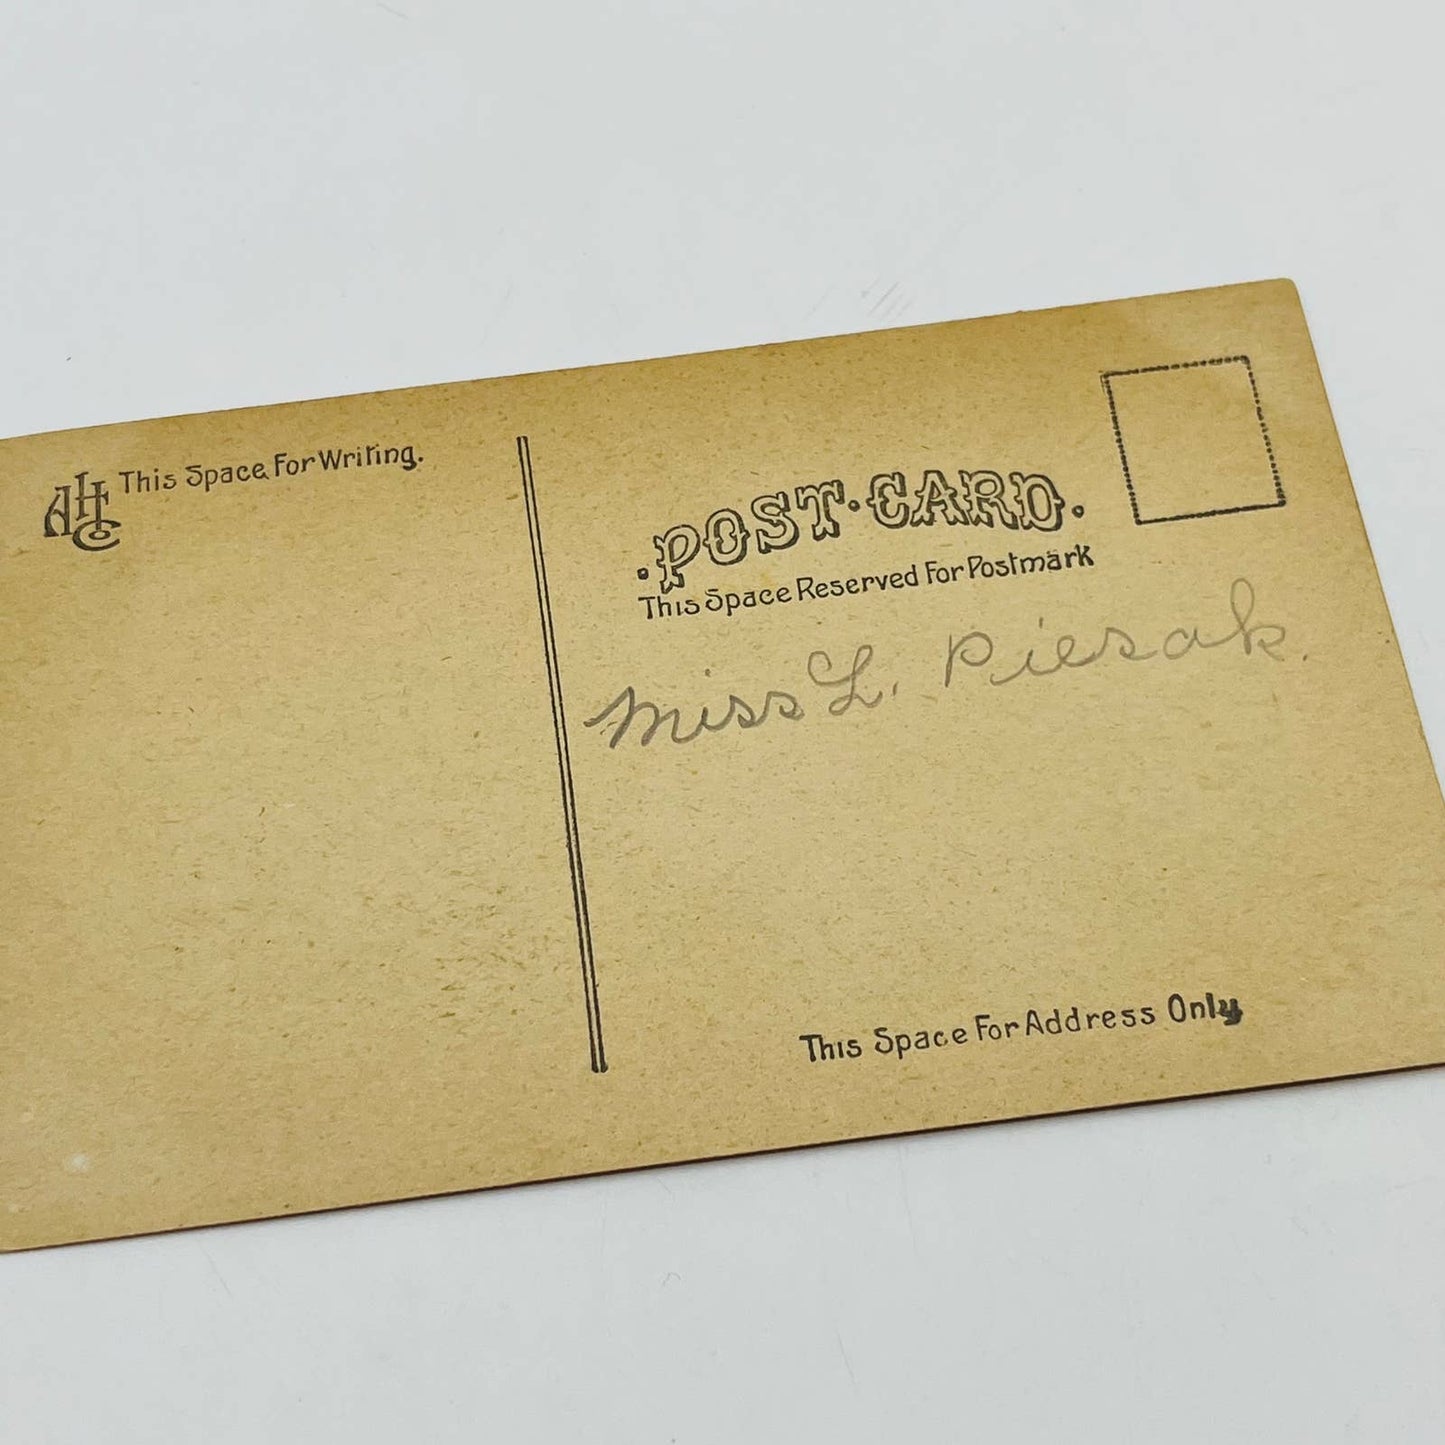 AHC
This Space For Writing.
· POST · CARD ·
This Space Reserved For Postmark
Miss L. Piesak.
This Space For Address Only